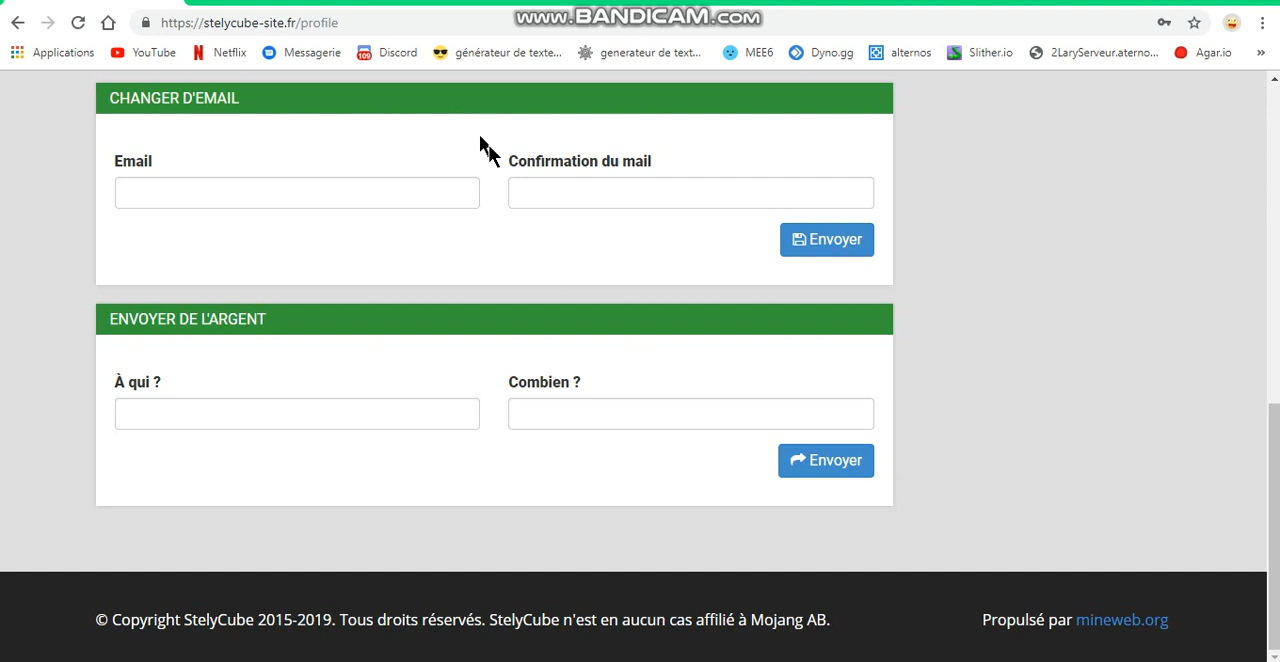 www.BANDICAM.com
https://stelycube-site.fr/profile
Applications YouTube Netflix Messagerie 109 Discord générateur de texte... generateur de text... MEE6 Dyno.gg alternos Slither.io 2LaryServeur.aterno... Agar.io »
CHANGER D'EMAIL
Email Confirmation du mail
Envoyer
ENVOYER DE L'ARGENT
À qui ? Combien ?
Envoyer
© Copyright StelyCube 2015-2019. Tous droits réservés. StelyCube n'est en aucun cas affilié à Mojang AB. Propulsé par mineweb.org